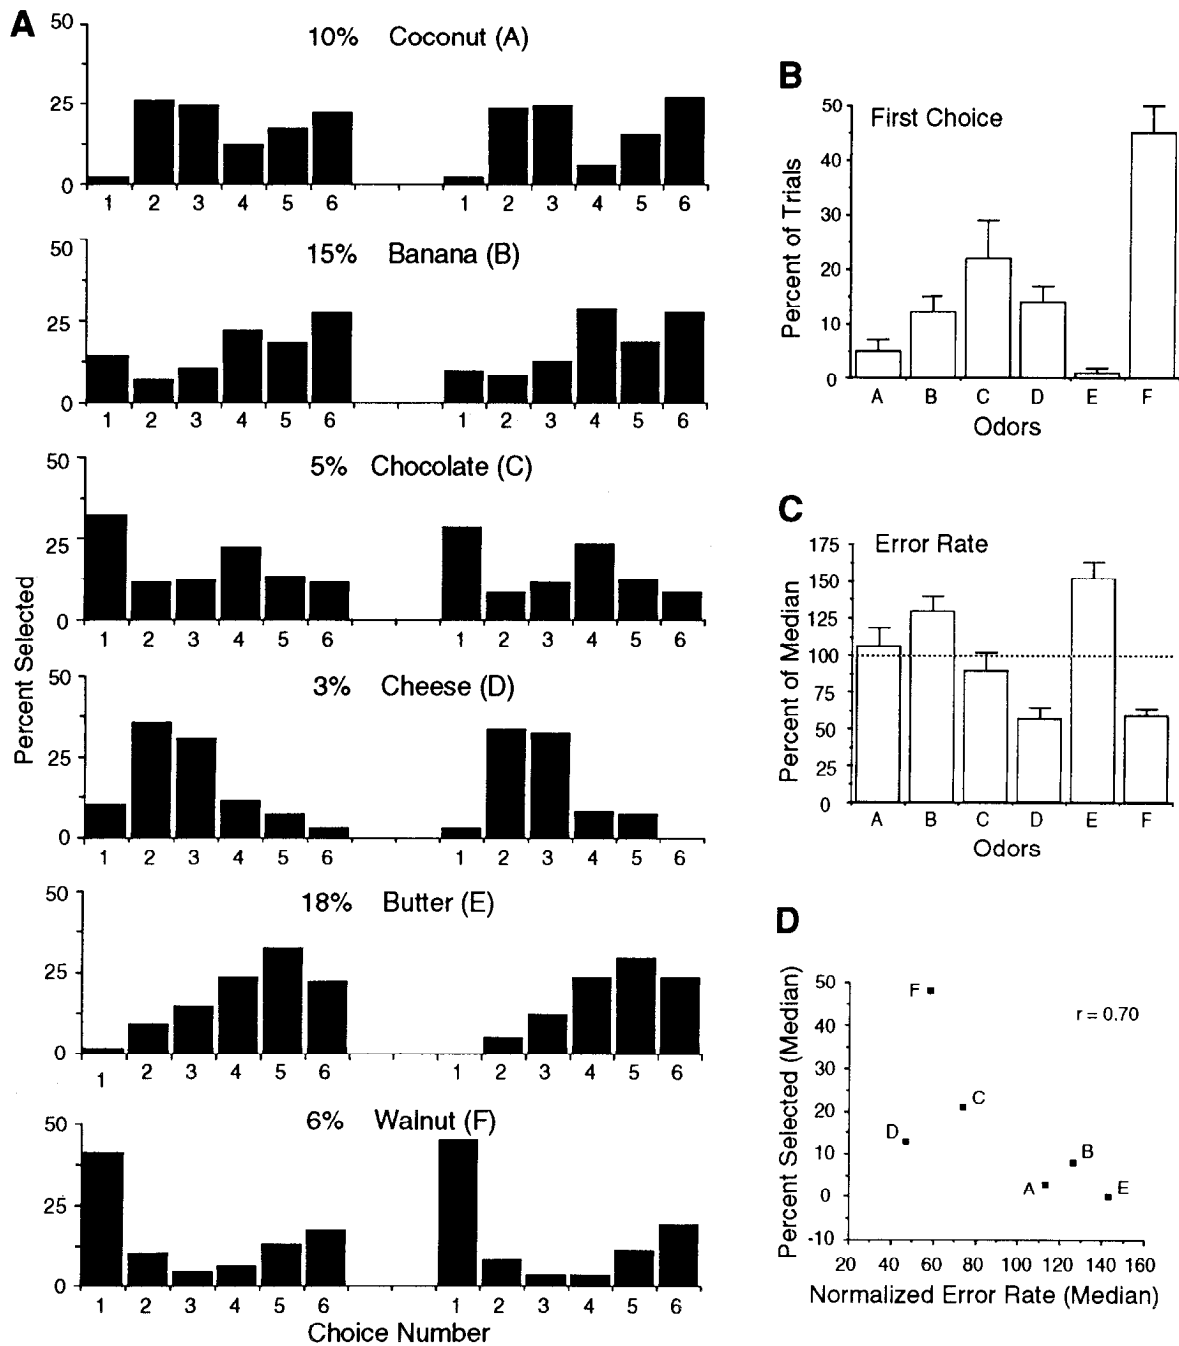 A
10% Coconut (A)
50
25
0
1 2 3 4 5 6 1 2 3 4 5 6
15% Banana (B)
50
25
0
1 2 3 4 5 6 1 2 3 4 5 6
5% Chocolate (C)
50
25
0
1 2 3 4 5 6 1 2 3 4 5 6
3% Cheese (D)
50
25
0
1 2 3 4 5 6 1 2 3 4 5 6
18% Butter (E)
50
25
0
1 2 3 4 5 6 1 2 3 4 5 6
6% Walnut (F)
50
25
0
1 2 3 4 5 6 1 2 3 4 5 6
Percent Selected
Choice Number
B
First Choice
Percent of Trials
50
40
30
20
10
0
A B C D E F
Odors
C
Error Rate
Percent of Median
175
150
125
100
75
50
25
0
A B C D E F
Odors
D
Percent Selected (Median)
50
40
30
20
10
0
-10
r = 0.70
F
C
D
B
A
E
20 40 60 80 100 120 140 160
Normalized Error Rate (Median)